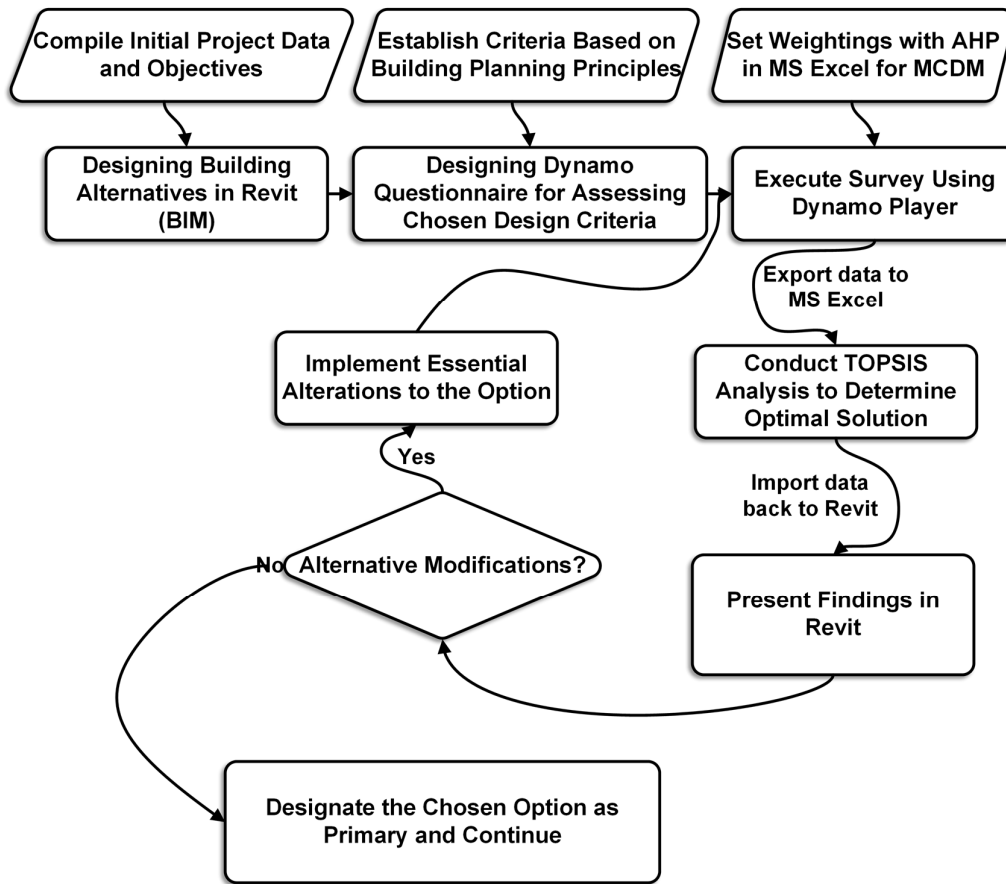 Compile Initial Project Data
and Objectives
Establish Criteria Based on
Building Planning Principles
Set Weightings with AHP
in MS Excel for MCDM
Designing Building
Alternatives in Revit
(BIM)
Designing Dynamo
Questionnaire for Assessing
Chosen Design Criteria
Execute Survey Using
Dynamo Player
Export data to
MS Excel
Implement Essential
Alterations to the Option
Conduct TOPSIS
Analysis to Determine
Optimal Solution
Yes
Import data
back to Revit
No
Alternative Modifications?
Present Findings in
Revit
Designate the Chosen Option as
Primary and Continue